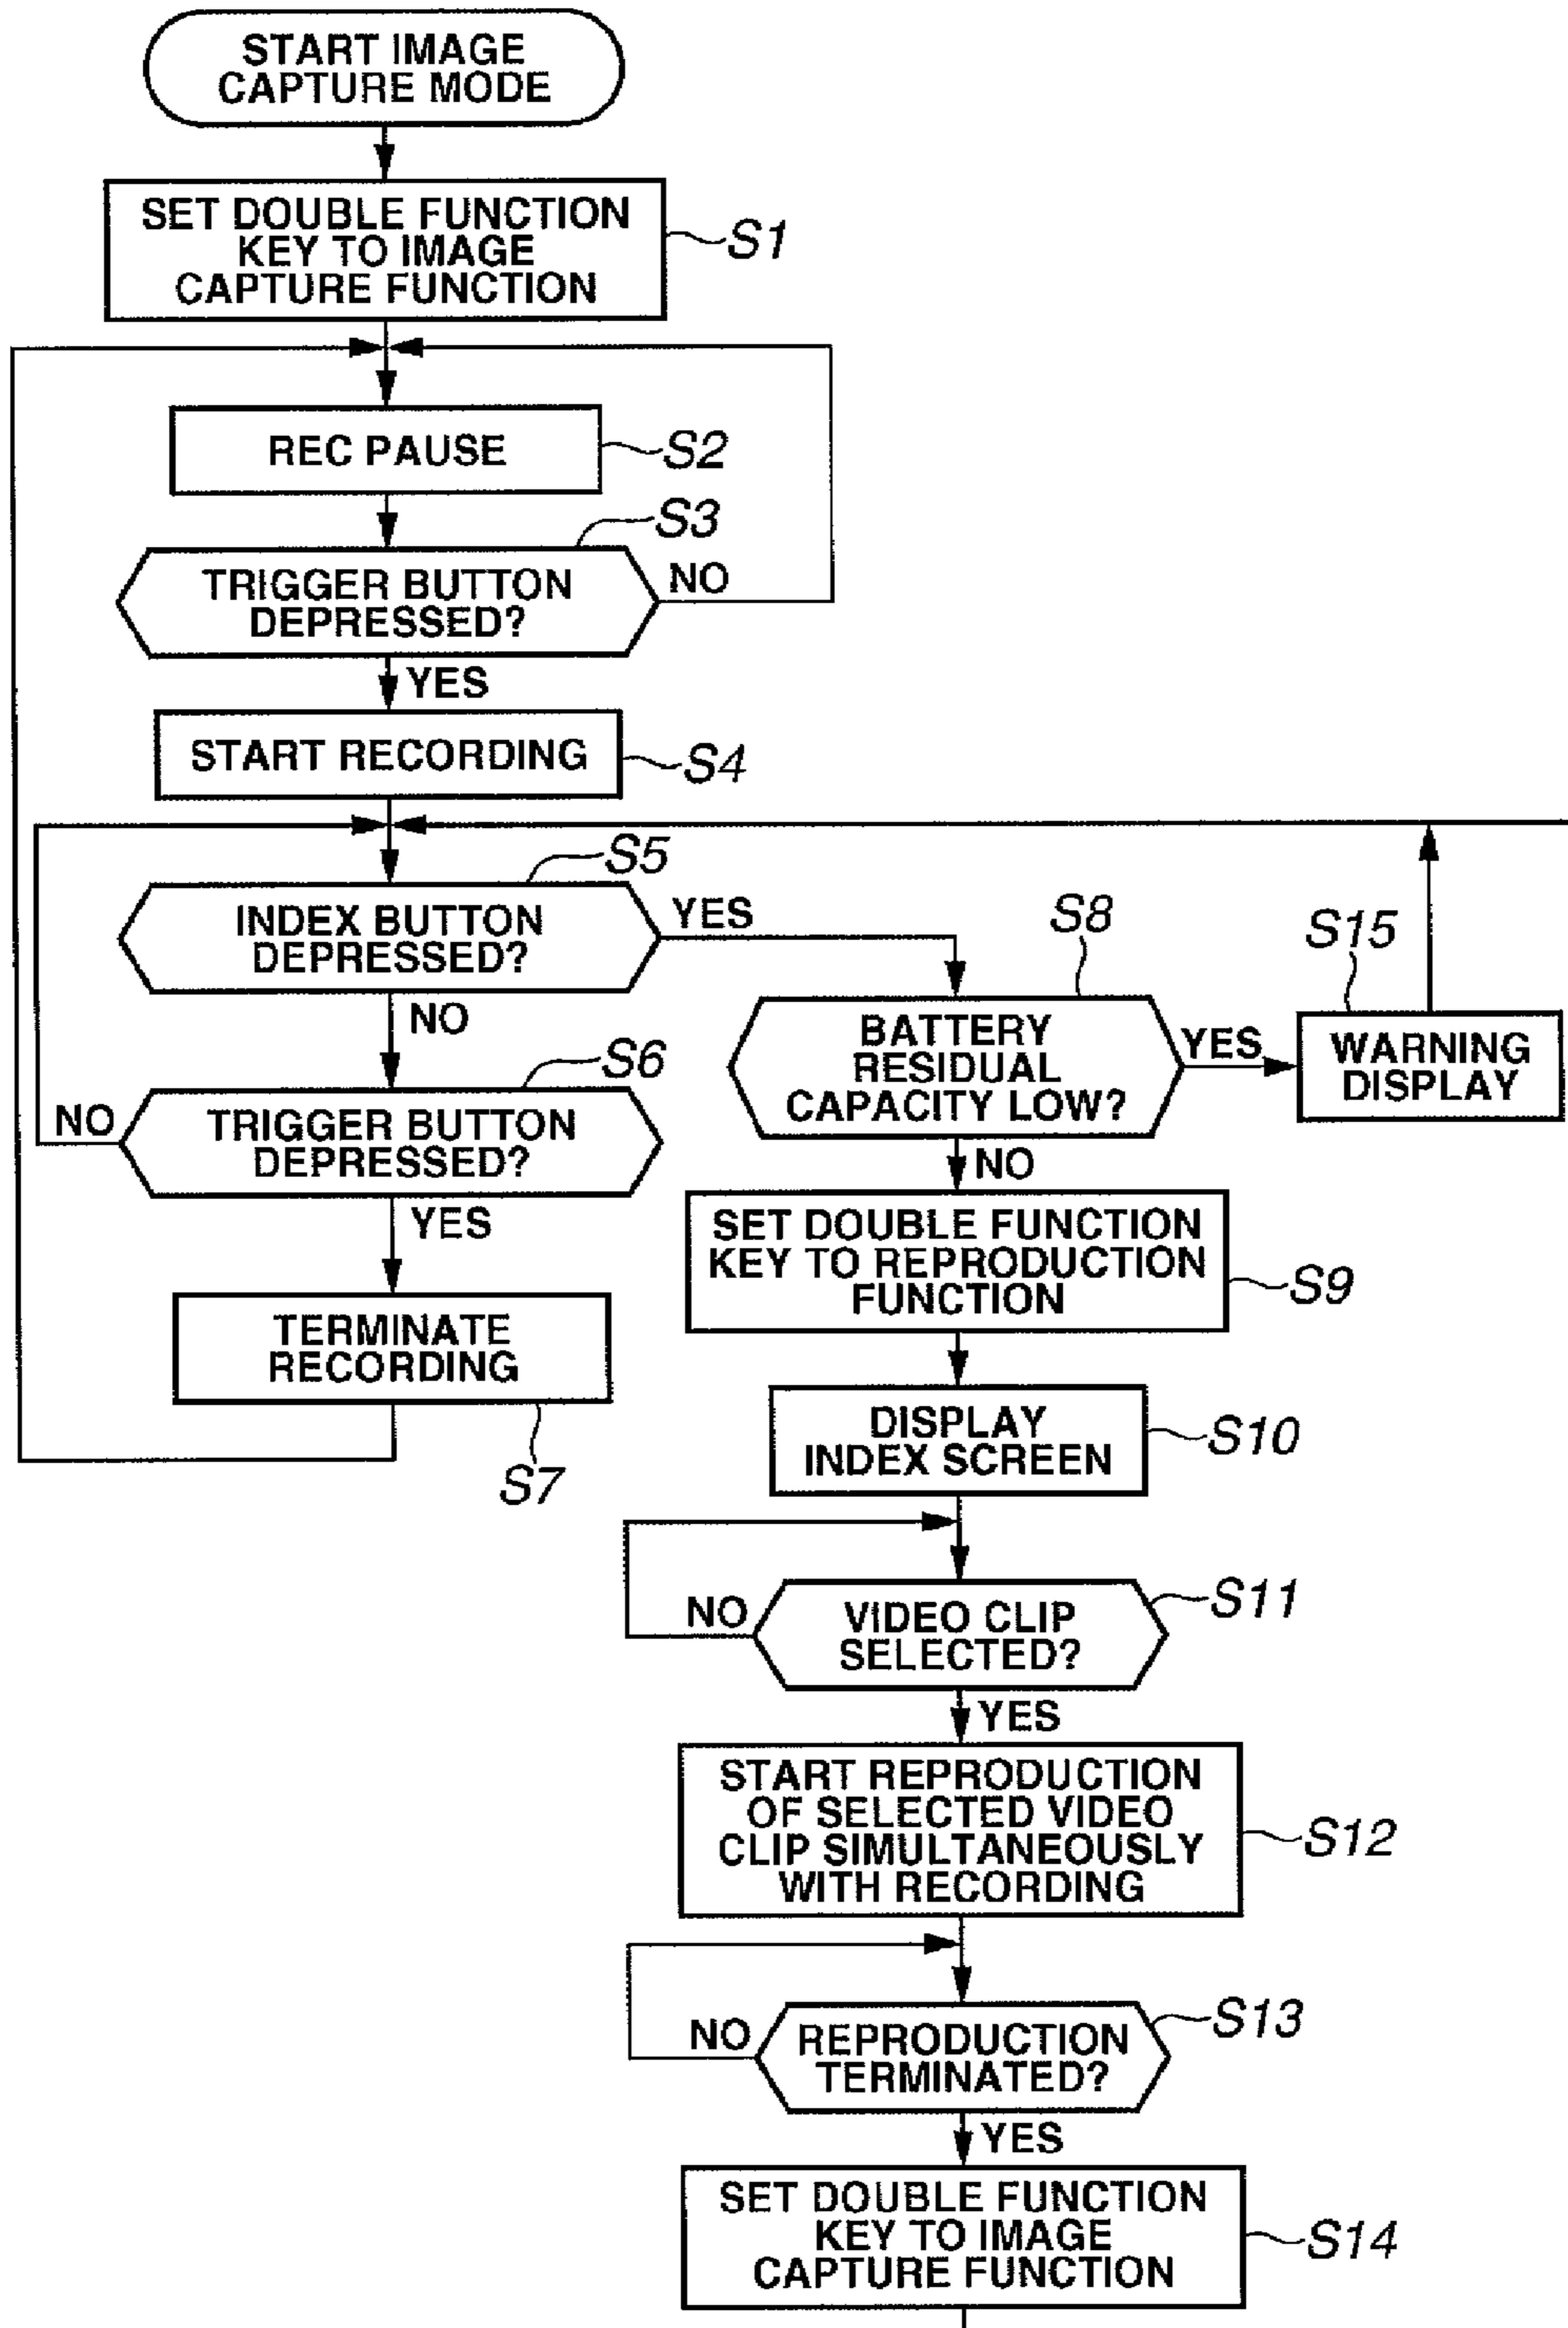 START IMAGE
CAPTURE MODE
SET DOUBLE FUNCTION
KEY TO IMAGE
CAPTURE FUNCTION
S1
REC PAUSE
S2
S3
TRIGGER BUTTON
DEPRESSED?
NO
YES
START RECORDING
S4
S5
INDEX BUTTON
DEPRESSED?
YES
NO
S6
TRIGGER BUTTON
DEPRESSED?
NO
YES
TERMINATE
RECORDING
S7
S8
BATTERY
RESIDUAL
CAPACITY LOW?
YES
S15
WARNING
DISPLAY
NO
SET DOUBLE FUNCTION
KEY TO REPRODUCTION
FUNCTION
S9
DISPLAY
INDEX SCREEN
S10
VIDEO CLIP
SELECTED?
S11
NO
YES
START REPRODUCTION
OF SELECTED VIDEO
CLIP SIMULTANEOUSLY
WITH RECORDING
S12
REPRODUCTION
TERMINATED?
S13
NO
YES
SET DOUBLE FUNCTION
KEY TO IMAGE
CAPTURE FUNCTION
S14